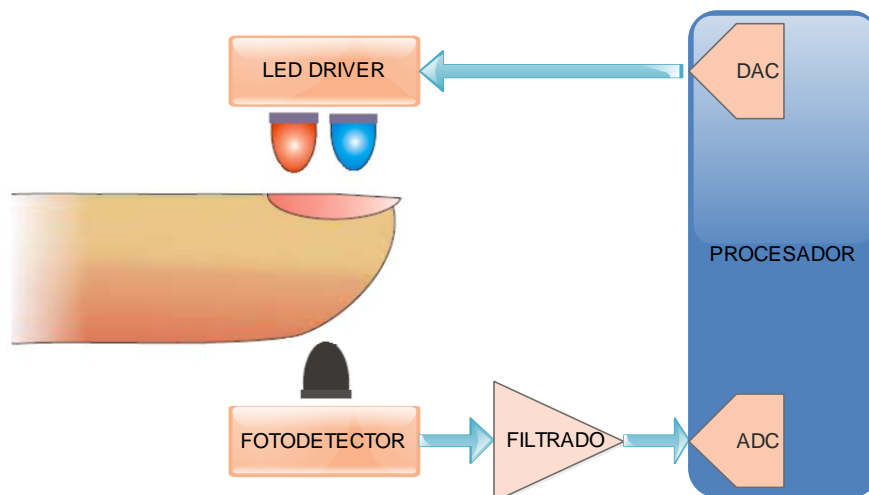 LED DRIVER
DAC
PROCESADOR
FOTODETECTOR
FILTRADO
ADC